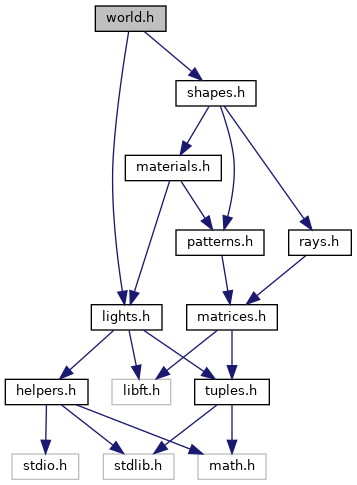 world.h
shapes.h
materials.h
patterns.h
rays.h
lights.h
matrices.h
helpers.h
libft.h
tuples.h
stdio.h
stdlib.h
math.h